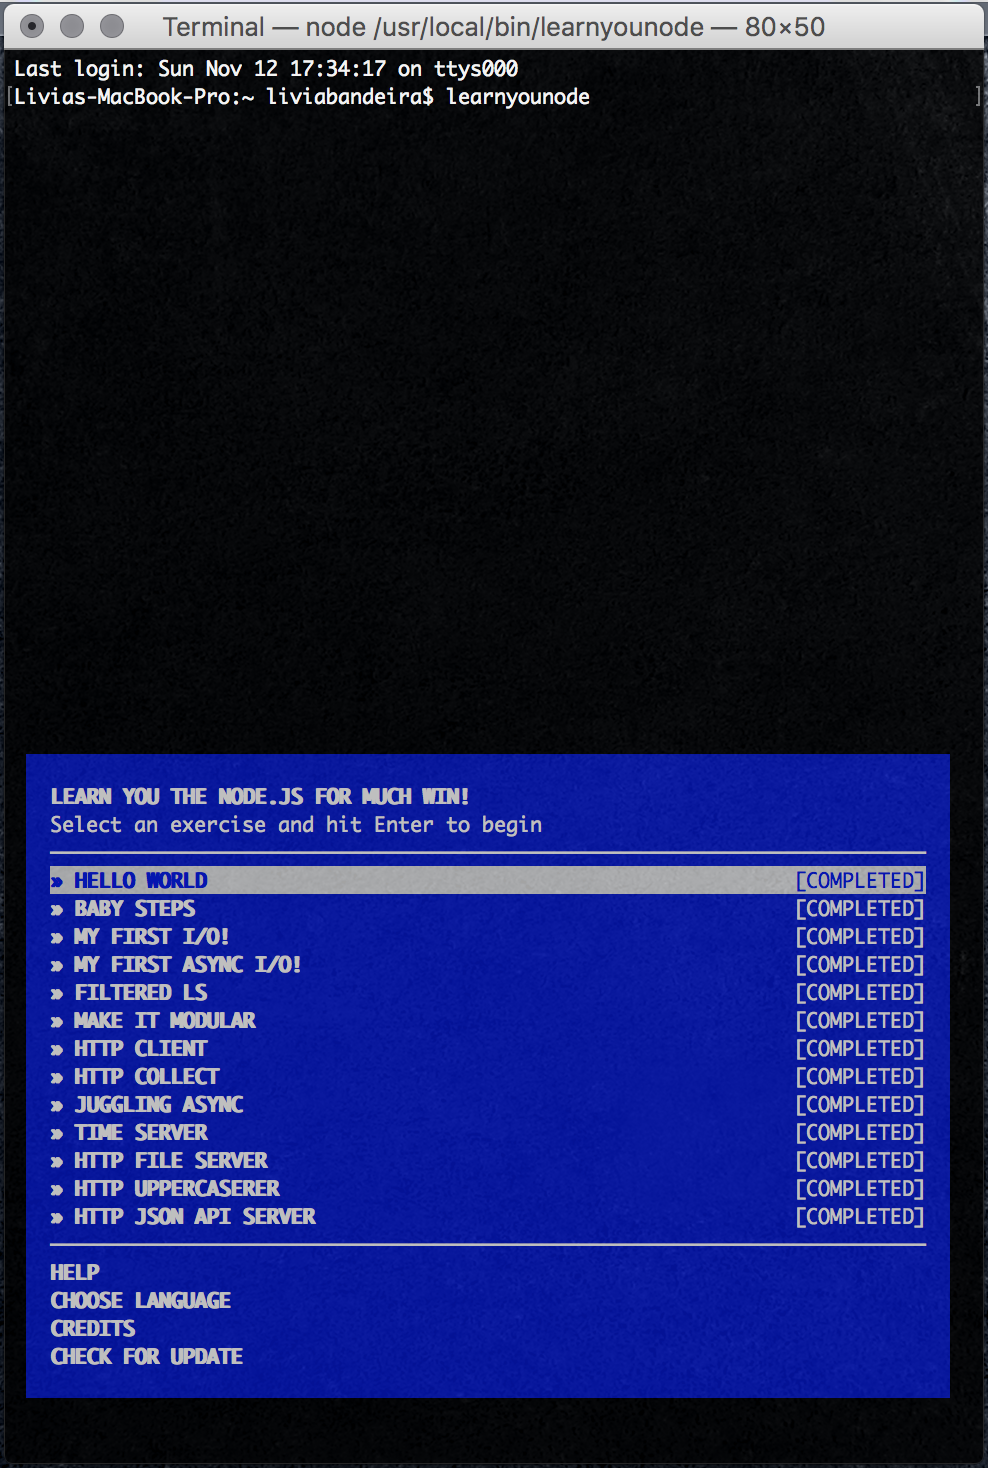 Terminal — node /usr/local/bin/learnyounode — 80×50
Last login: Sun Nov 12 17:34:17 on ttys000
[Livias-MacBook-Pro:~ liviabandeira$ learnyounode ]
LEARN YOU THE NODE.JS FOR MUCH WIN!
Select an exercise and hit Enter to begin
» HELLO WORLD [COMPLETED]
» BABY STEPS [COMPLETED]
» MY FIRST I/O! [COMPLETED]
» MY FIRST ASYNC I/O! [COMPLETED]
» FILTERED LS [COMPLETED]
» MAKE IT MODULAR [COMPLETED]
» HTTP CLIENT [COMPLETED]
» HTTP COLLECT [COMPLETED]
» JUGGLING ASYNC [COMPLETED]
» TIME SERVER [COMPLETED]
» HTTP FILE SERVER [COMPLETED]
» HTTP UPPERCASERER [COMPLETED]
» HTTP JSON API SERVER [COMPLETED]
HELP
CHOOSE LANGUAGE
CREDITS
CHECK FOR UPDATE